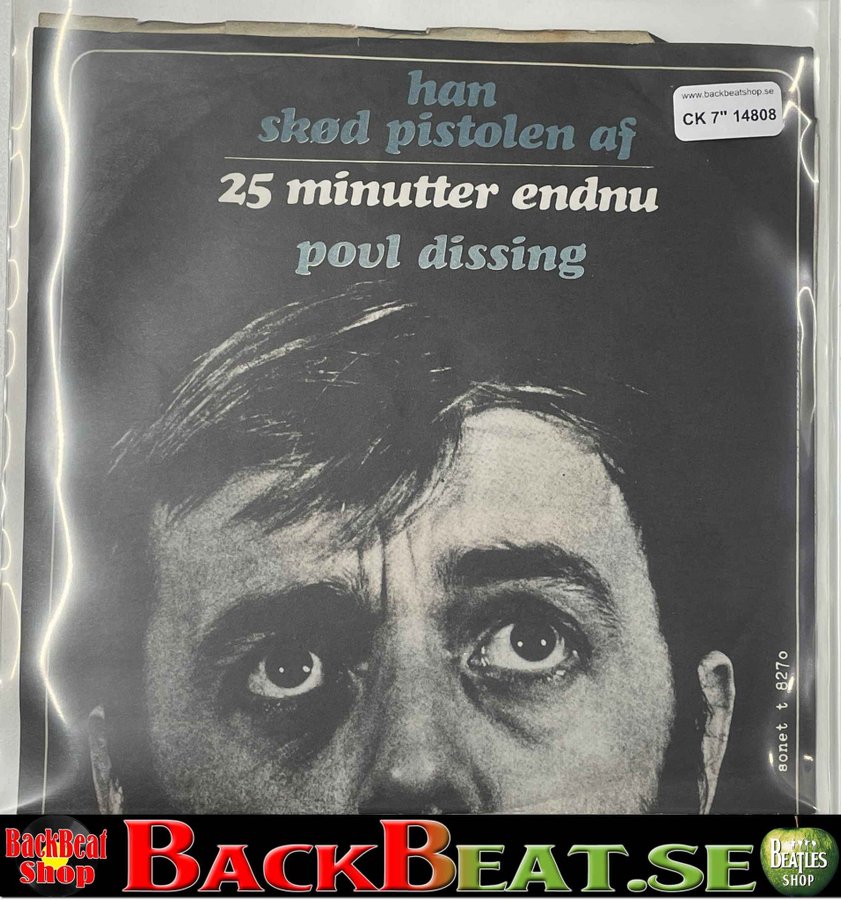 han
skød pistolen af
25 minutter endnu
povl dissing
www.backbeatshop.se
CK 7" 14808
sonet t 8270
BackBeat
Shop
BACKBEAT.SE
BEATLES
SHOP